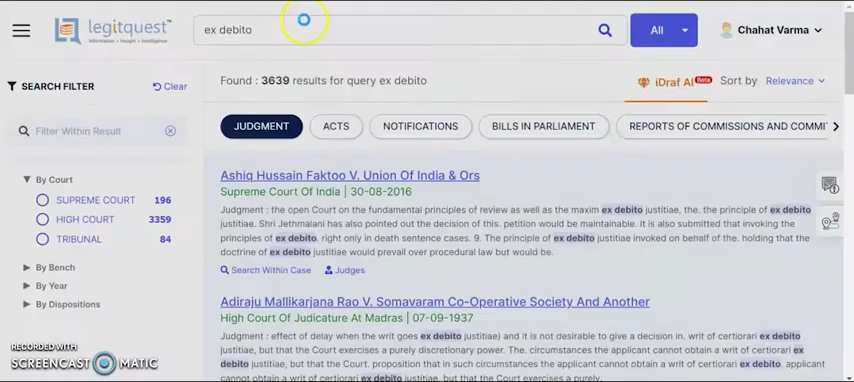 legitquest
information • insight • intelligence
ex debito
All
Chahat Varma
SEARCH FILTER
Clear
Found : 3639 results for query ex debito
iDraf AI Beta
Sort by Relevance
Filter Within Result
JUDGMENT
ACTS
NOTIFICATIONS
BILLS IN PARLIAMENT
REPORTS OF COMMISSIONS AND COMMI
By Court
SUPREME COURT 196
HIGH COURT 3359
TRIBUNAL 84
By Bench
By Year
By Dispositions
Ashiq Hussain Faktoo V. Union Of India & Ors
Supreme Court Of India | 30-08-2016
Judgment : the open Court on the fundamental principles of review as well as the maxim ex debito justitiae, the. the principle of ex debito
justitiae. Shri Jethmalani has also pointed out the decision of this. petition would be maintainable. It is also submitted that invoking the
principles of ex debito. right only in death sentence cases. 9. The principle of ex debito justitiae invoked on behalf of the. holding that the
doctrine of ex debito justitiae would prevail over procedural law but would be.
Search Within Case
Judges
Adiraju Mallikarjana Rao V. Somavaram Co-Operative Society And Another
High Court Of Judicature At Madras | 07-09-1937
Judgment : effect of delay when the writ goes ex debito justitiae) and it is not desirable to give a decision in. writ of certiorari ex debito
justitiae, but that the Court exercises a purely discretionary power. The. circumstances the applicant cannot obtain a writ of certiorari ex
debito justitiae, but that the Court. proposition that in such circumstances the applicant cannot obtain a writ of certiorari ex debito.
justitiae, but that the Court exercises a purely.
RECORDED WITH
SCREENCAST MATIC